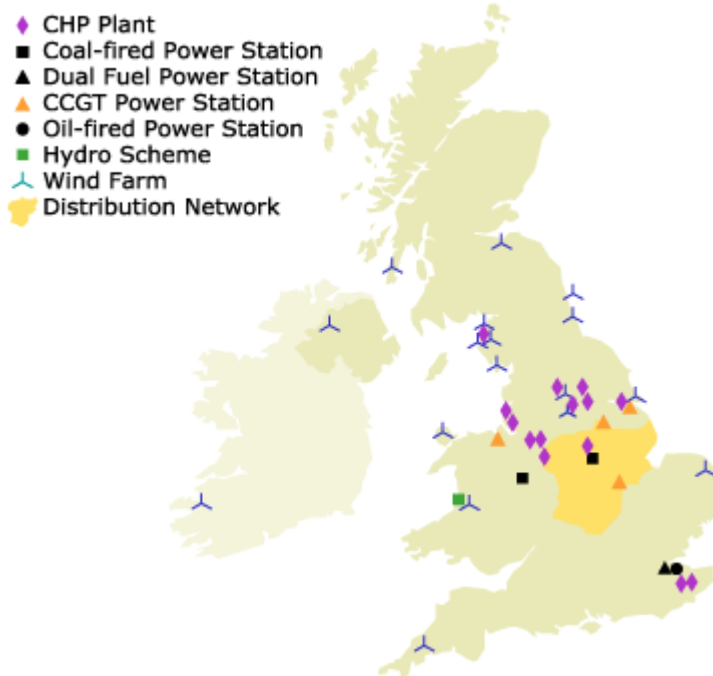 CHP Plant
Coal-fired Power Station
Dual Fuel Power Station
CCGT Power Station
Oil-fired Power Station
Hydro Scheme
Wind Farm
Distribution Network